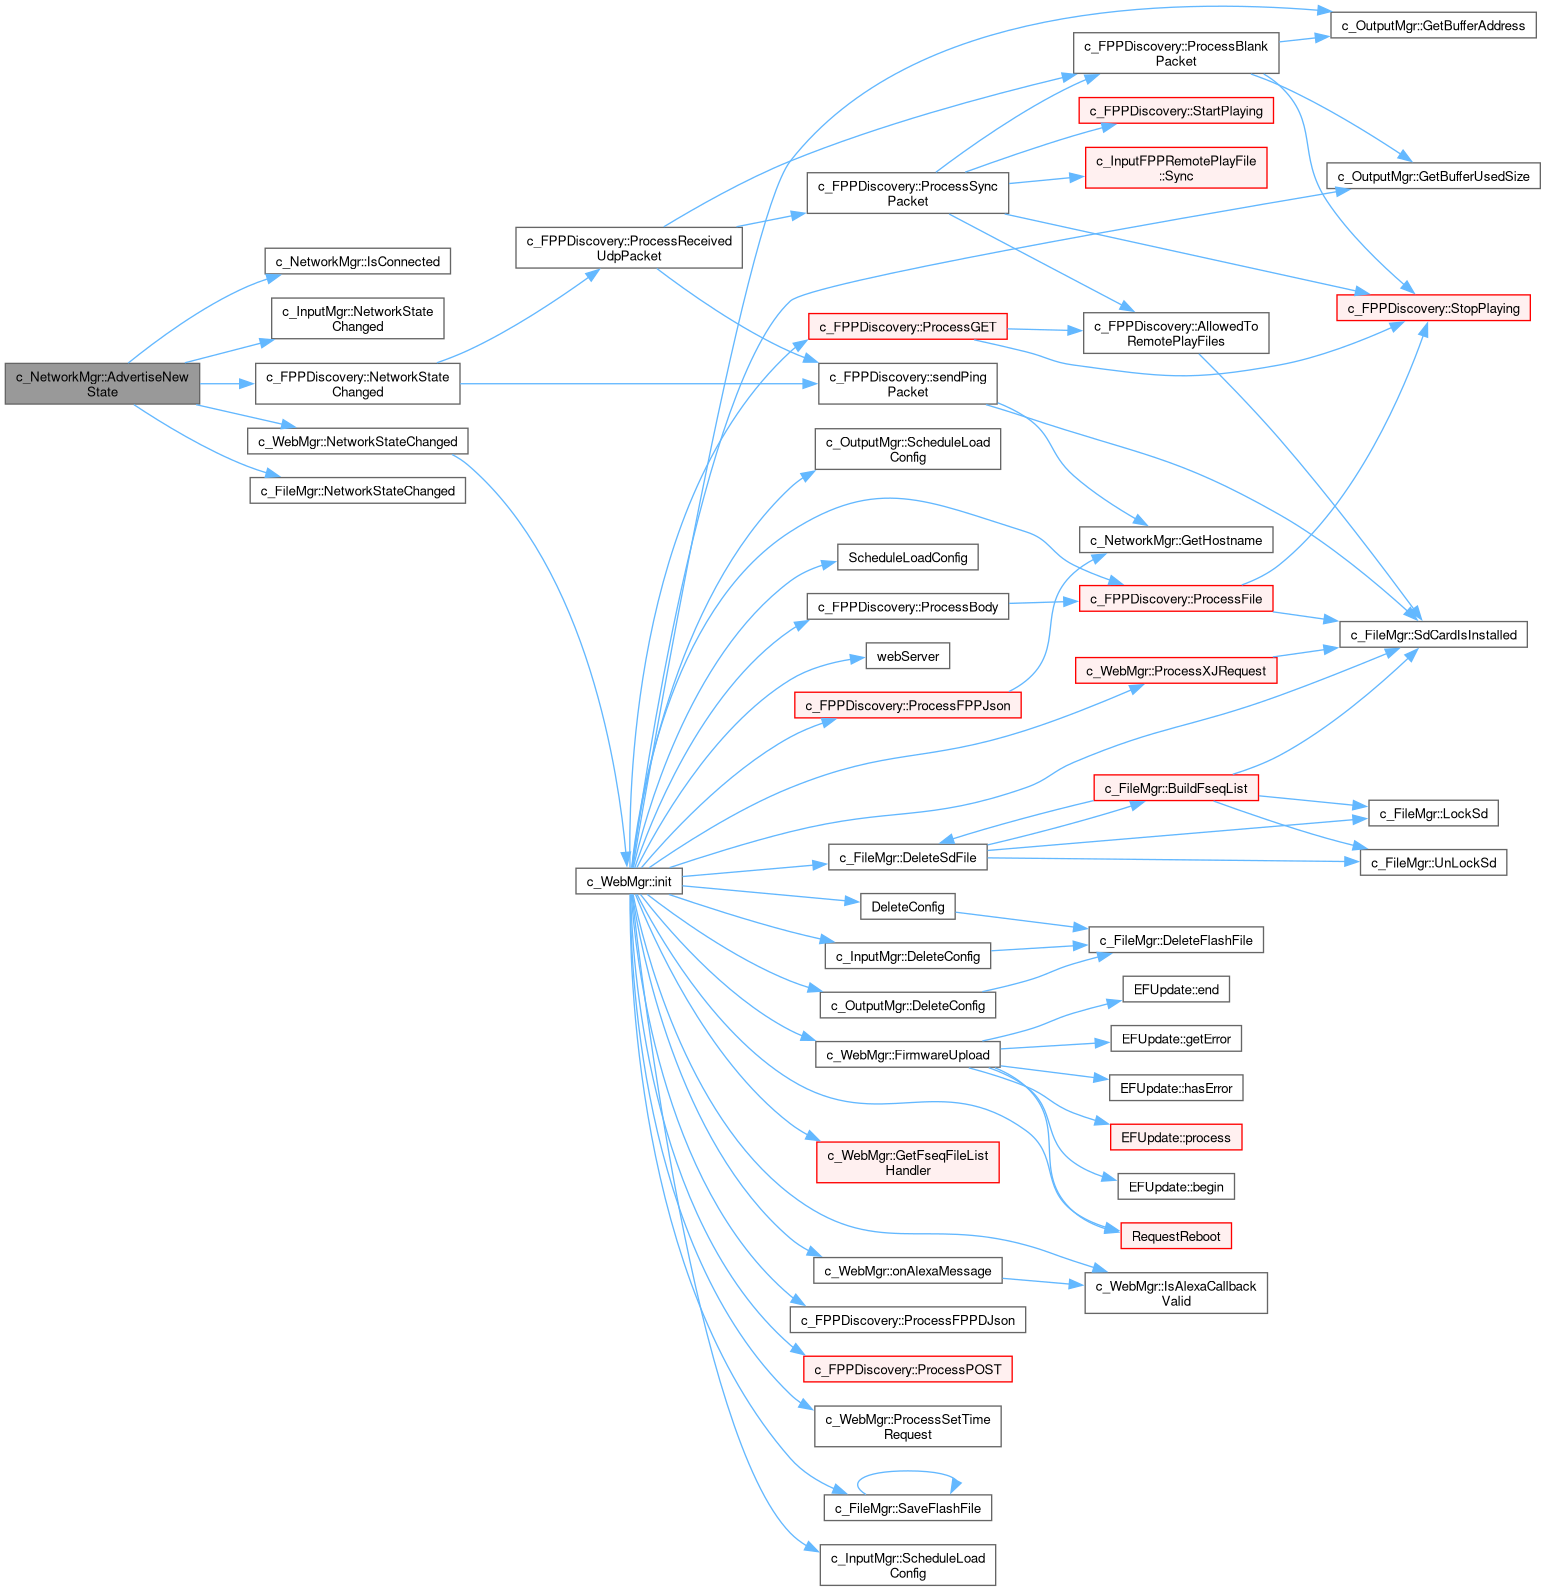 c_NetworkMgr::AdvertiseNew
State
c_NetworkMgr::IsConnected
c_InputMgr::NetworkState
Changed
c_FPPDiscovery::NetworkState
Changed
c_WebMgr::NetworkStateChanged
c_FileMgr::NetworkStateChanged
c_FPPDiscovery::ProcessReceived
UdpPacket
c_WebMgr::init
c_FPPDiscovery::ProcessSync
Packet
c_FPPDiscovery::ProcessGET
c_FPPDiscovery::sendPing
Packet
c_OutputMgr::ScheduleLoad
Config
ScheduleLoadConfig
c_FPPDiscovery::ProcessBody
webServer
c_FPPDiscovery::ProcessFPPJson
c_FileMgr::DeleteSdFile
DeleteConfig
c_InputMgr::DeleteConfig
c_OutputMgr::DeleteConfig
c_WebMgr::FirmwareUpload
c_WebMgr::GetFseqFileList
Handler
c_WebMgr::onAlexaMessage
c_FPPDiscovery::ProcessFPPDJson
c_FPPDiscovery::ProcessPOST
c_WebMgr::ProcessSetTime
Request
c_FileMgr::SaveFlashFile
c_InputMgr::ScheduleLoad
Config
c_FPPDiscovery::ProcessBlank
Packet
c_FPPDiscovery::StartPlaying
c_InputFPPRemotePlayFile
::Sync
c_FPPDiscovery::AllowedTo
RemotePlayFiles
c_NetworkMgr::GetHostname
c_FPPDiscovery::ProcessFile
c_WebMgr::ProcessXJRequest
c_FileMgr::BuildFseqList
c_FileMgr::DeleteFlashFile
EFUpdate::end
EFUpdate::getError
EFUpdate::hasError
EFUpdate::process
EFUpdate::begin
RequestReboot
c_WebMgr::IsAlexaCallback
Valid
c_OutputMgr::GetBufferAddress
c_OutputMgr::GetBufferUsedSize
c_FPPDiscovery::StopPlaying
c_FileMgr::SdCardIsInstalled
c_FileMgr::LockSd
c_FileMgr::UnLockSd